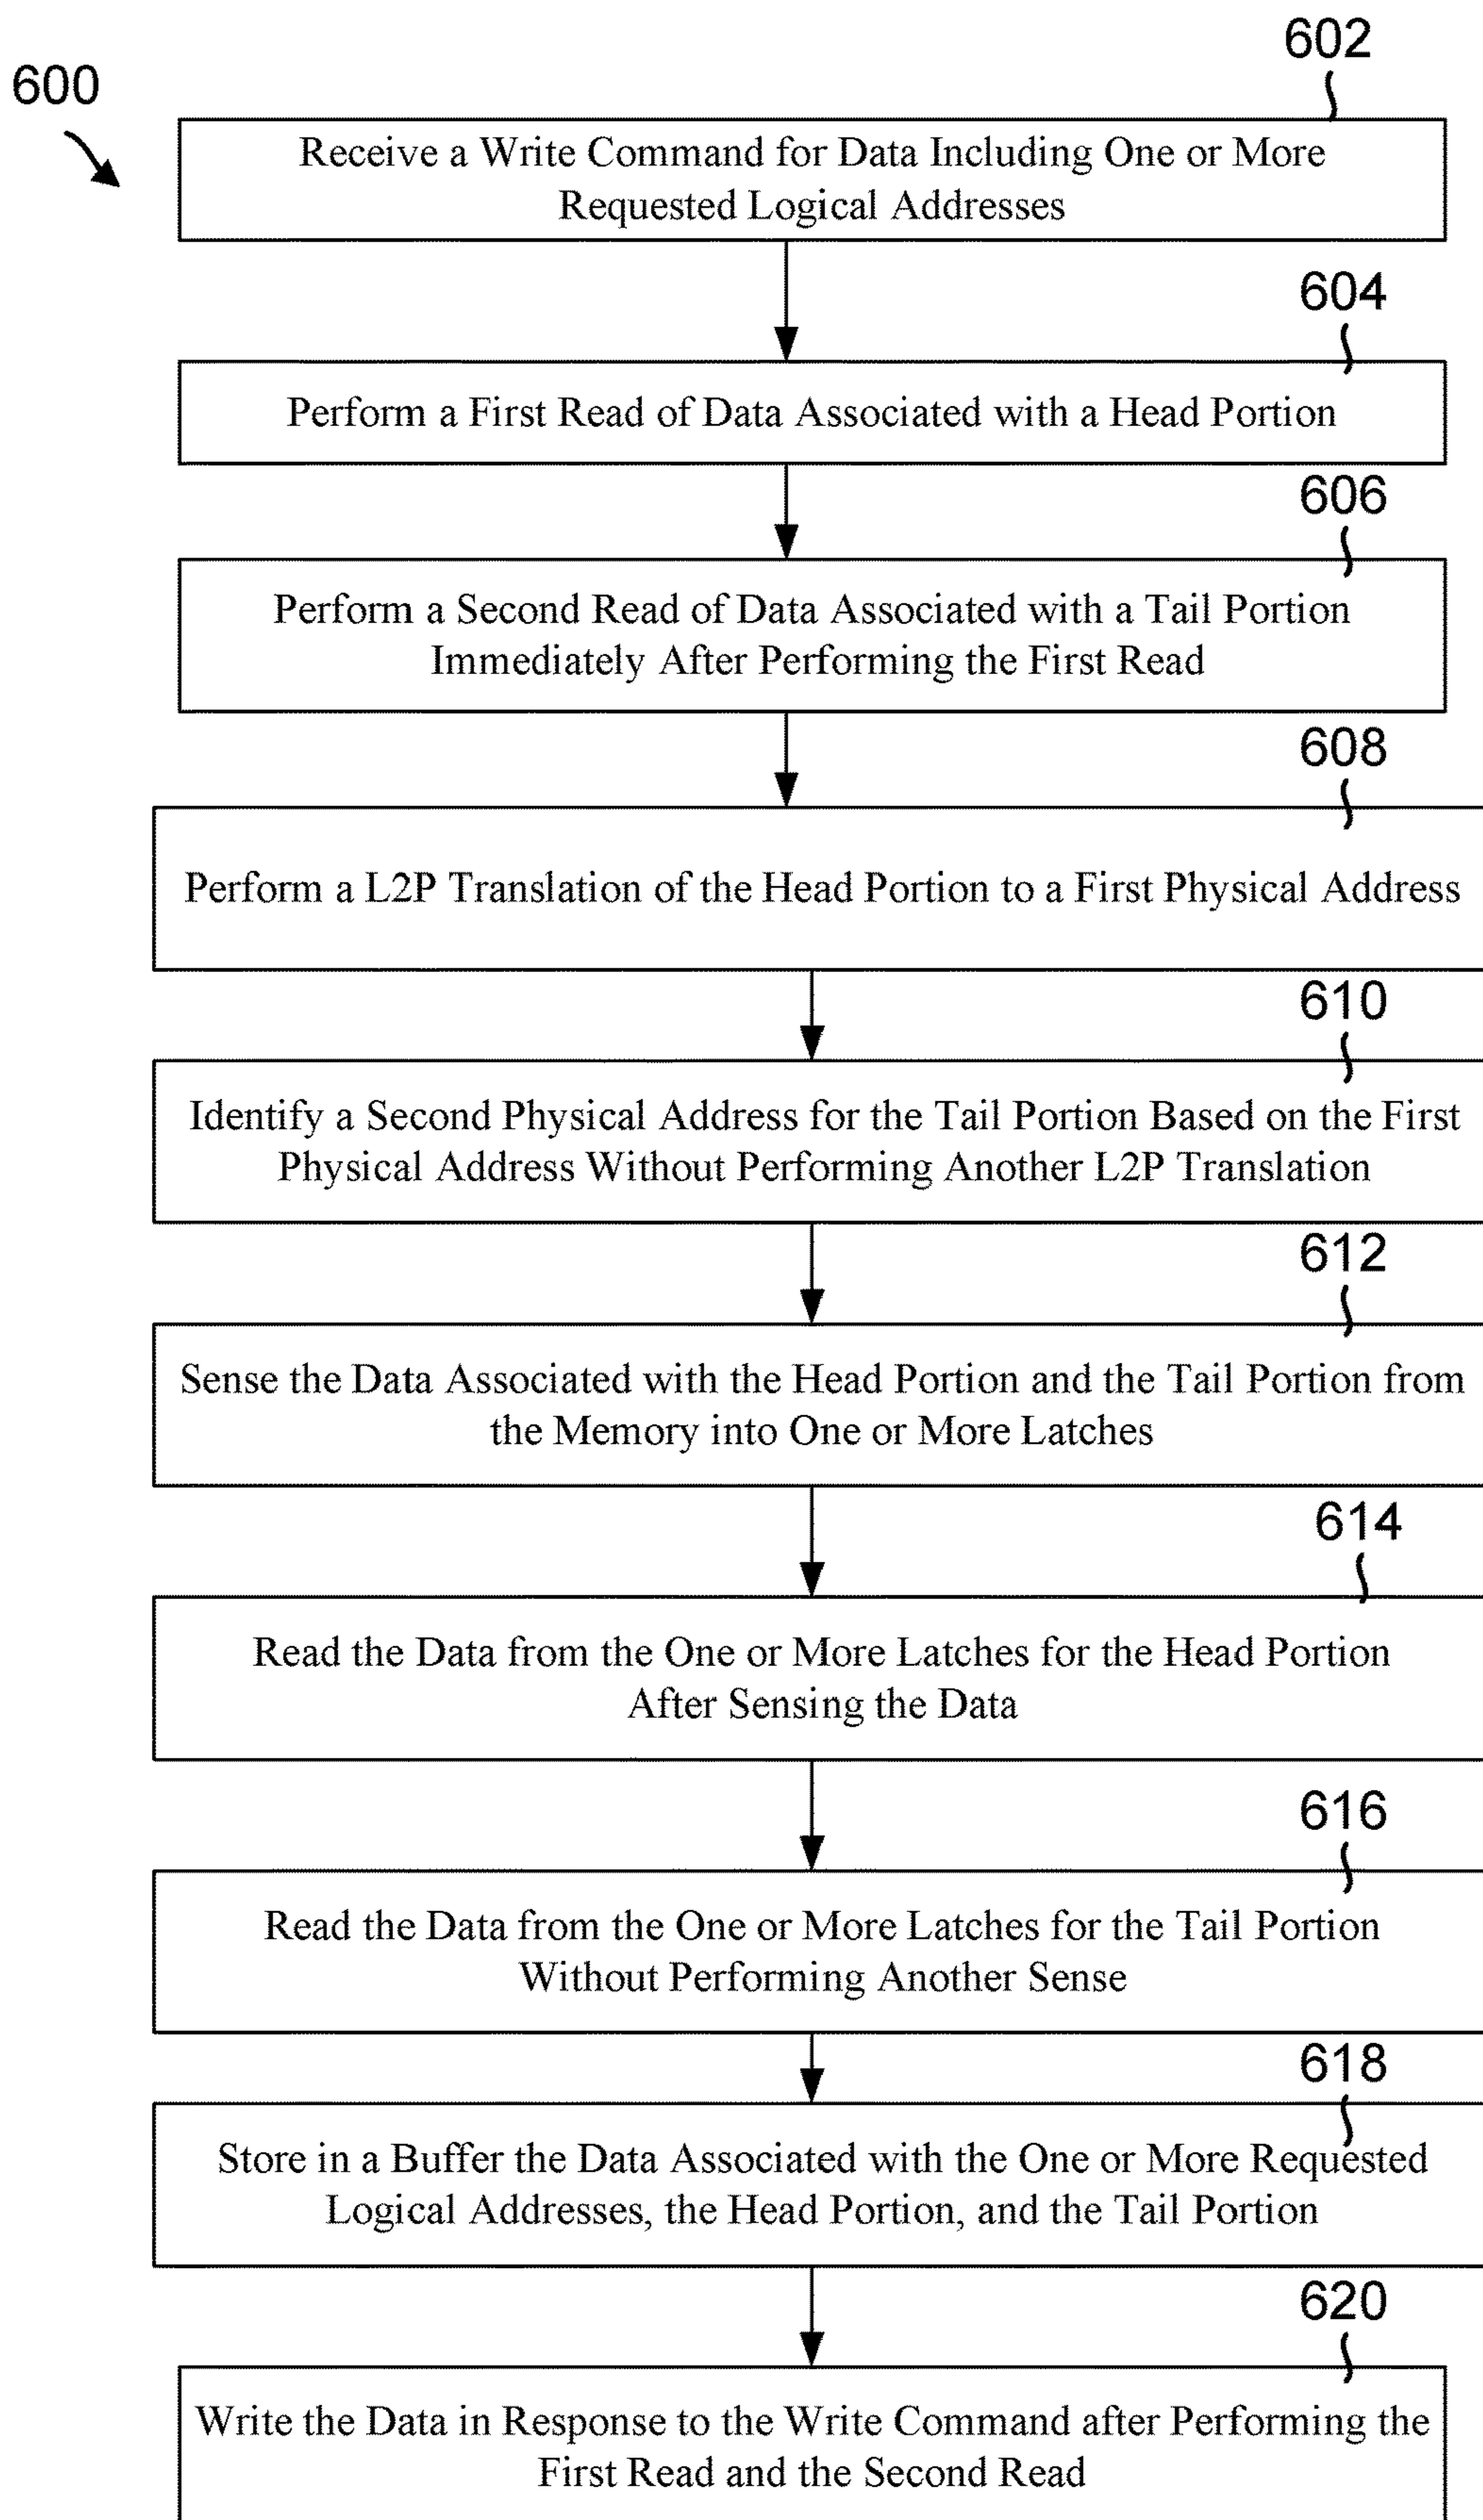 602
600
Receive a Write Command for Data Including One or More
Requested Logical Addresses
604
Perform a First Read of Data Associated with a Head Portion
606
Perform a Second Read of Data Associated with a Tail Portion
Immediately After Performing the First Read
608
Perform a L2P Translation of the Head Portion to a First Physical Address
610
Identify a Second Physical Address for the Tail Portion Based on the First
Physical Address Without Performing Another L2P Translation
612
Sense the Data Associated with the Head Portion and the Tail Portion from
the Memory into One or More Latches
614
Read the Data from the One or More Latches for the Head Portion
After Sensing the Data
616
Read the Data from the One or More Latches for the Tail Portion
Without Performing Another Sense
618
Store in a Buffer the Data Associated with the One or More Requested
Logical Addresses, the Head Portion, and the Tail Portion
620
Write the Data in Response to the Write Command after Performing the
First Read and the Second Read